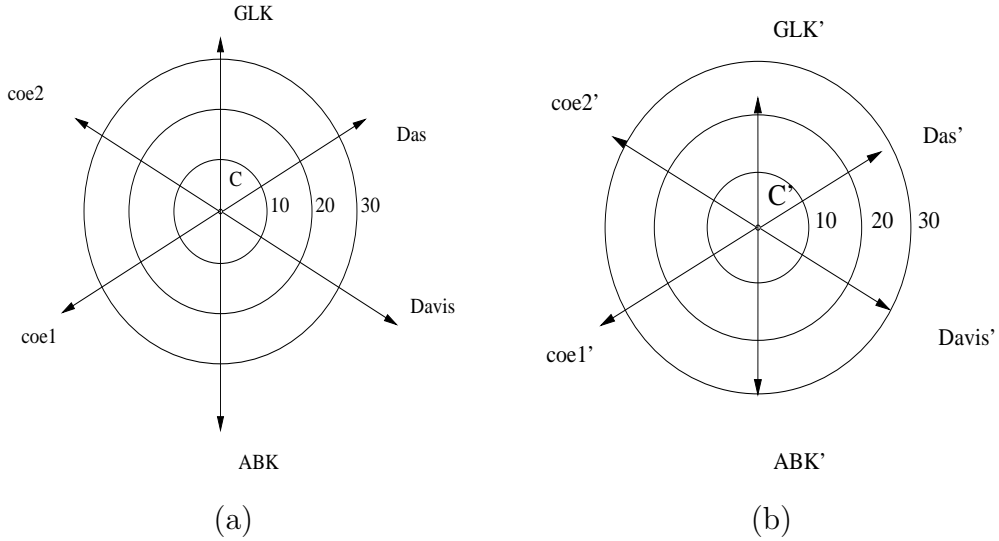 GLK
coe2
Das
C
10 20 30
coe1
Davis
ABK
(a)
GLK’
coe2’
Das’
C’
10 20 30
coe1’
Davis’
ABK’
(b)